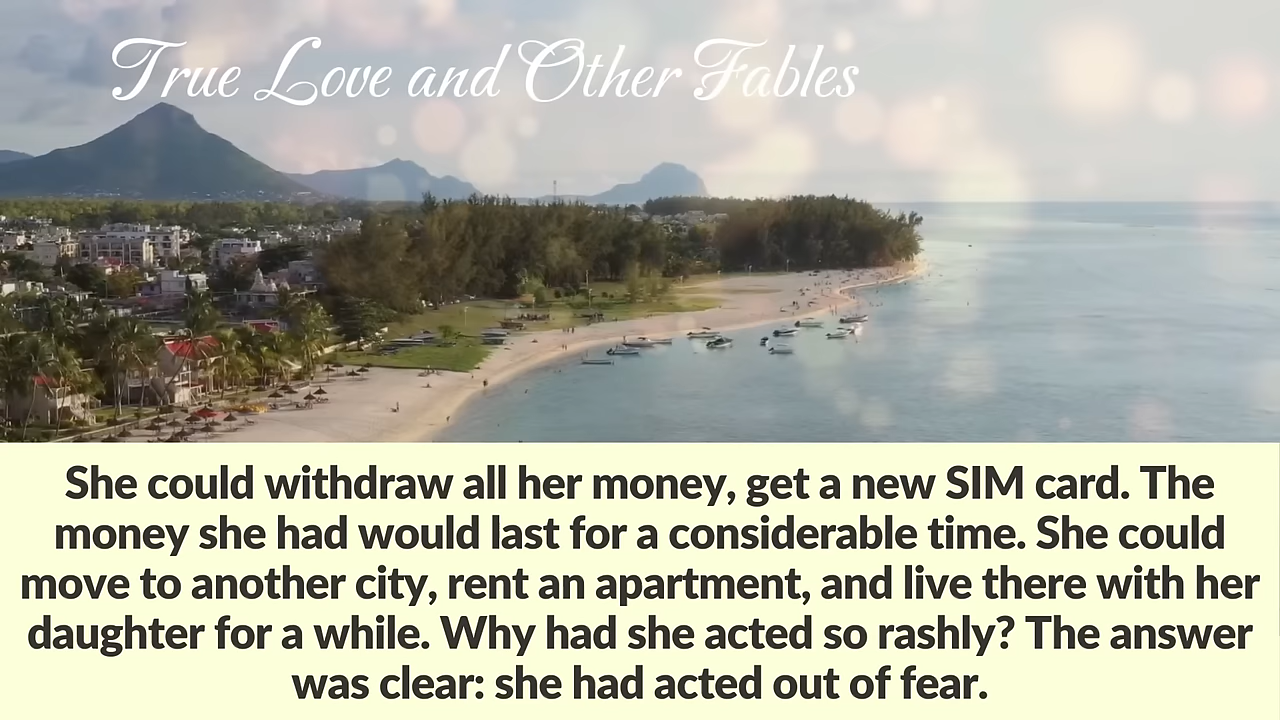 True Love and Other Fables
She could withdraw all her money, get a new SIM card. The
money she had would last for a considerable time. She could
move to another city, rent an apartment, and live there with her
daughter for a while. Why had she acted so rashly? The answer
was clear: she had acted out of fear.